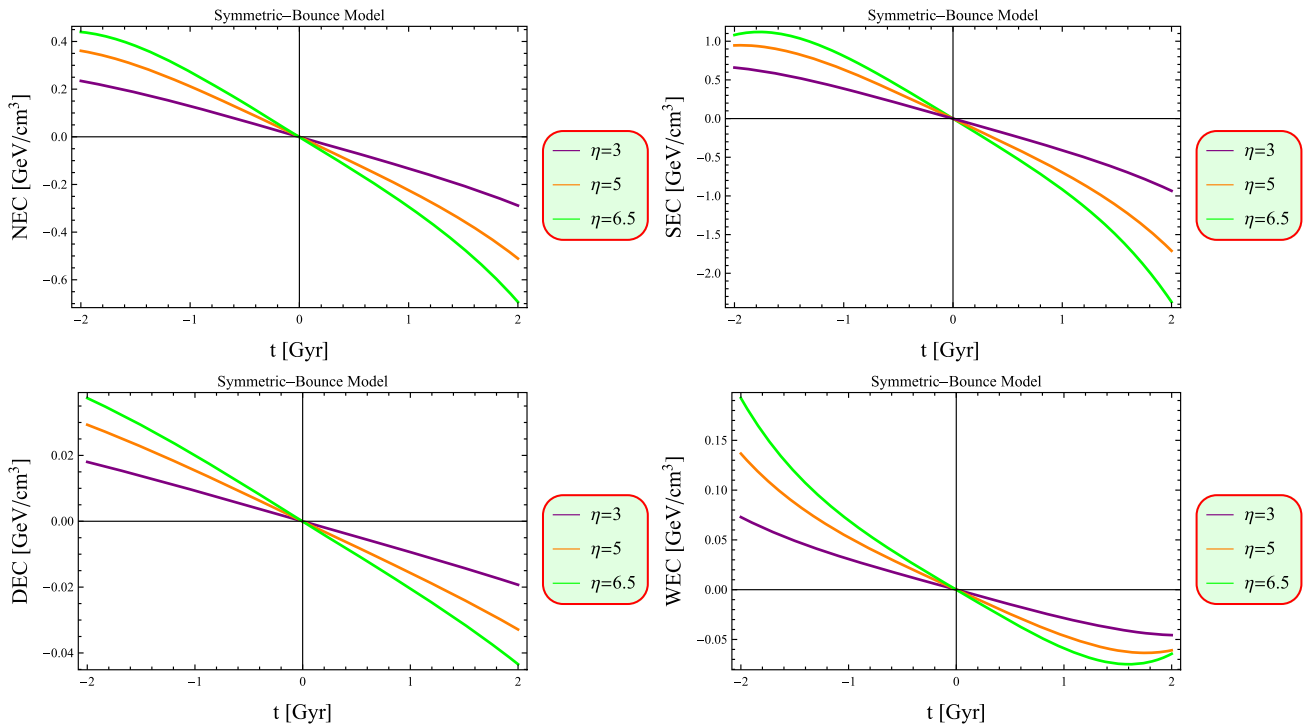 Symmetric−Bounce Model
NEC [GeV/cm³]
0.4
0.2
0.0
−0.2
−0.4
−0.6
−2
−1
0
1
2
t [Gyr]
η=3
η=5
η=6.5
Symmetric−Bounce Model
SEC [GeV/cm³]
1.0
0.5
0.0
−0.5
−1.0
−1.5
−2.0
−2
−1
0
1
2
t [Gyr]
η=3
η=5
η=6.5
Symmetric−Bounce Model
DEC [GeV/cm³]
0.02
0.00
−0.02
−0.04
−2
−1
0
1
2
t [Gyr]
η=3
η=5
η=6.5
Symmetric−Bounce Model
WEC [GeV/cm³]
0.15
0.10
0.05
0.00
−0.05
−2
−1
0
1
2
t [Gyr]
η=3
η=5
η=6.5